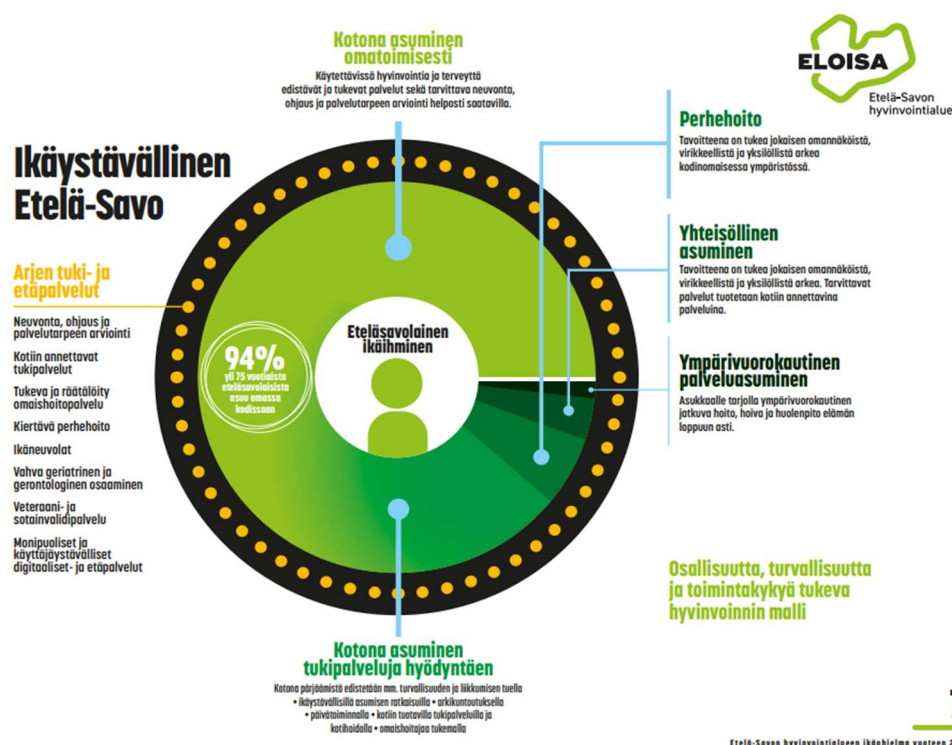 Kotona asuminen
omatoimisesti
Käytettävissä hyvinvointia ja terveyttä
edistävät ja tukevat palvelut sekä tarvittava neuvonta,
ohjaus ja palvelutarpeen arviointi helposti saatavilla.
ELOISA
Etelä-Savon
hyvinvointialue
Ikäystävällinen
Etelä-Savo
Perhehoito
Tavoitteena on tukea jokaisen omannäköistä,
virikkeellistä ja yksilöllistä arkea
kodinomaisessa ympäristössä.
Yhteisöllinen
asuminen
Tavoitteena on tukea jokaisen omannäköistä,
virikkeellistä ja yksilöllistä arkea. Tarvittavat
palvelut tuotetaan kotiin annettavina
palveluina.
Ympärivuorokautinen
palveluasuminen
Asukkaalle tarjolla ympärivuorokautinen
jatkuva hoito, hoiva ja huolenpito elämän
loppuun asti.
Arjen tuki- ja
etäpalvelut
Neuvonta, ohjaus ja
palvelutarpeen arviointi
Kotiin annettavat
tukipalvelut
Tukeva ja räätälöity
omaishoitopalvelu
Kiertävä perhehoito
Ikäneuvolat
Vahva geriatrinen ja
gerontologinen osaaminen
Veteraani- ja
sotainvalidipalvelu
Monipuoliset ja
käyttäjäystävälliset
digitaaliset- ja etäpalvelut
Eteläsavolainen
ikäihminen
94%
yli 75 vuotiaista
eteläsavolaisista
asuu omassa
kodissaan
Kotona asuminen
tukipalveluja hyödyntäen
Kotona pärjäämistä edistetään mm. turvallisuuden ja liikkumisen tuella
• ikäystävällisillä asumisen ratkaisuilla • arkikuntoutuksella
• päivätoiminnalla • kotiin tuotavilla tukipalveluilla ja
kotihoidolla • omaishoitajaa tukemalla
Osallisuutta, turvallisuutta
ja toimintakykyä tukeva
hyvinvoinnin malli
Etelä-Savon hyvinvointialueen ikäohjelma vuoteen